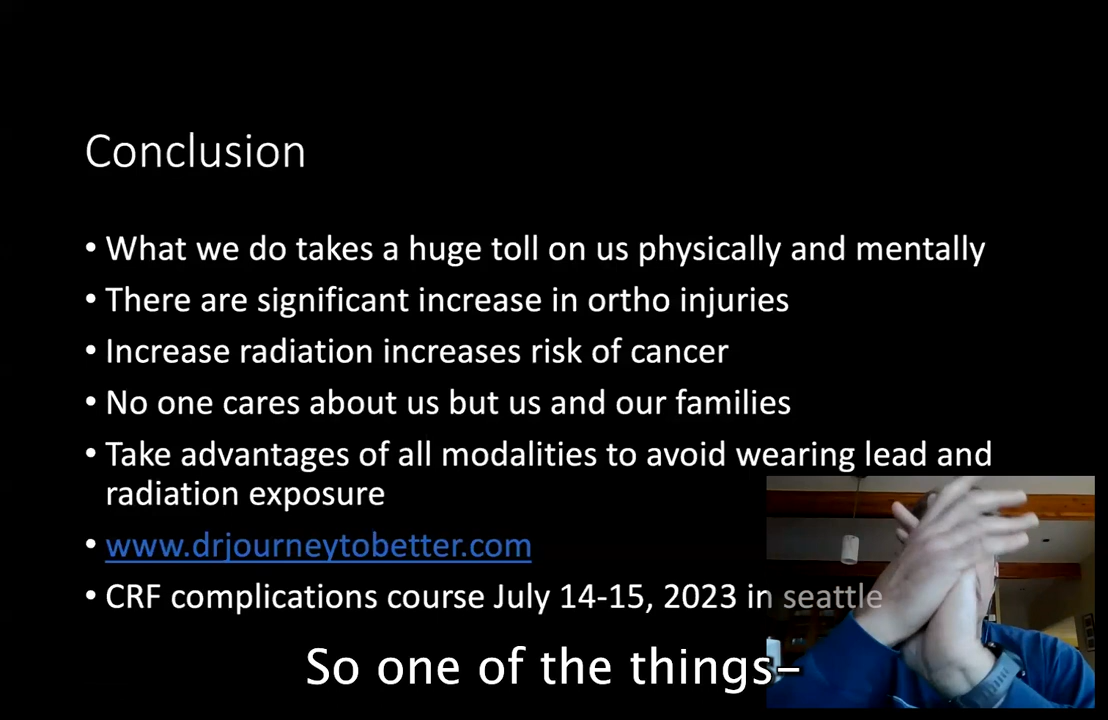 Conclusion
• What we do takes a huge toll on us physically and mentally
• There are significant increase in ortho injuries
• Increase radiation increases risk of cancer
• No one cares about us but us and our families
• Take advantages of all modalities to avoid wearing lead and
radiation exposure
• www.drjourneytobetter.com
• CRF complications course July 14-15, 2023 in seattle
So one of the things–